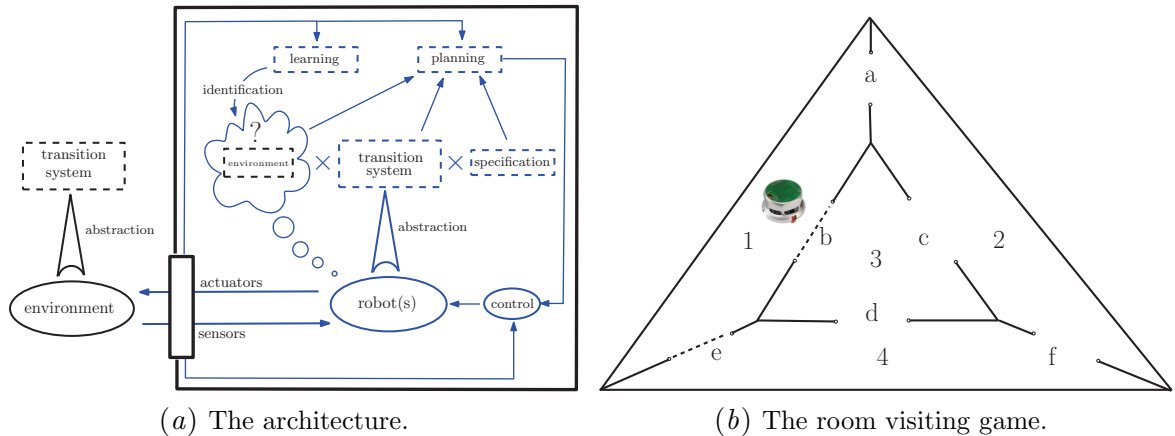 learning
planning
identification
?
environment
×
transition
system
×
specification
transition
system
abstraction
abstraction
actuators
environment
robot(s)
control
sensors
(a) The architecture.
a
1
b
c
2
3
d
e
4
f
(b) The room visiting game.